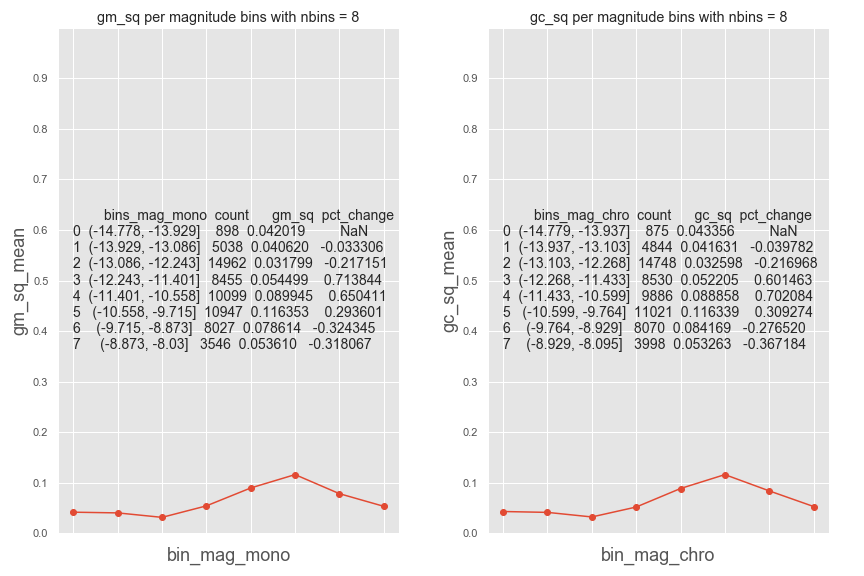 gm_sq per magnitude bins with nbins = 8
0.9
0.8
0.7
0.6
0.5
0.4
0.3
0.2
0.1
0.0
gm_sq_mean
bins_mag_mono count gm_sq pct_change
0 (-14.778, -13.929] 898 0.042019 NaN
1 (-13.929, -13.086] 5038 0.040620 -0.033306
2 (-13.086, -12.243] 14962 0.031799 -0.217151
3 (-12.243, -11.401] 8455 0.054499 0.713844
4 (-11.401, -10.558] 10099 0.089945 0.650411
5 (-10.558, -9.715] 10947 0.116353 0.293601
6 (-9.715, -8.873] 8027 0.078614 -0.324345
7 (-8.873, -8.03] 3546 0.053610 -0.318067
bin_mag_mono
gc_sq per magnitude bins with nbins = 8
0.9
0.8
0.7
0.6
0.5
0.4
0.3
0.2
0.1
0.0
gc_sq_mean
bins_mag_chro count gc_sq pct_change
0 (-14.779, -13.937] 875 0.043356 NaN
1 (-13.937, -13.103] 4844 0.041631 -0.039782
2 (-13.103, -12.268] 14748 0.032598 -0.216968
3 (-12.268, -11.433] 8530 0.052205 0.601463
4 (-11.433, -10.599] 9886 0.088858 0.702084
5 (-10.599, -9.764] 11021 0.116339 0.309274
6 (-9.764, -8.929] 8070 0.084169 -0.276520
7 (-8.929, -8.095] 3998 0.053263 -0.367184
bin_mag_chro